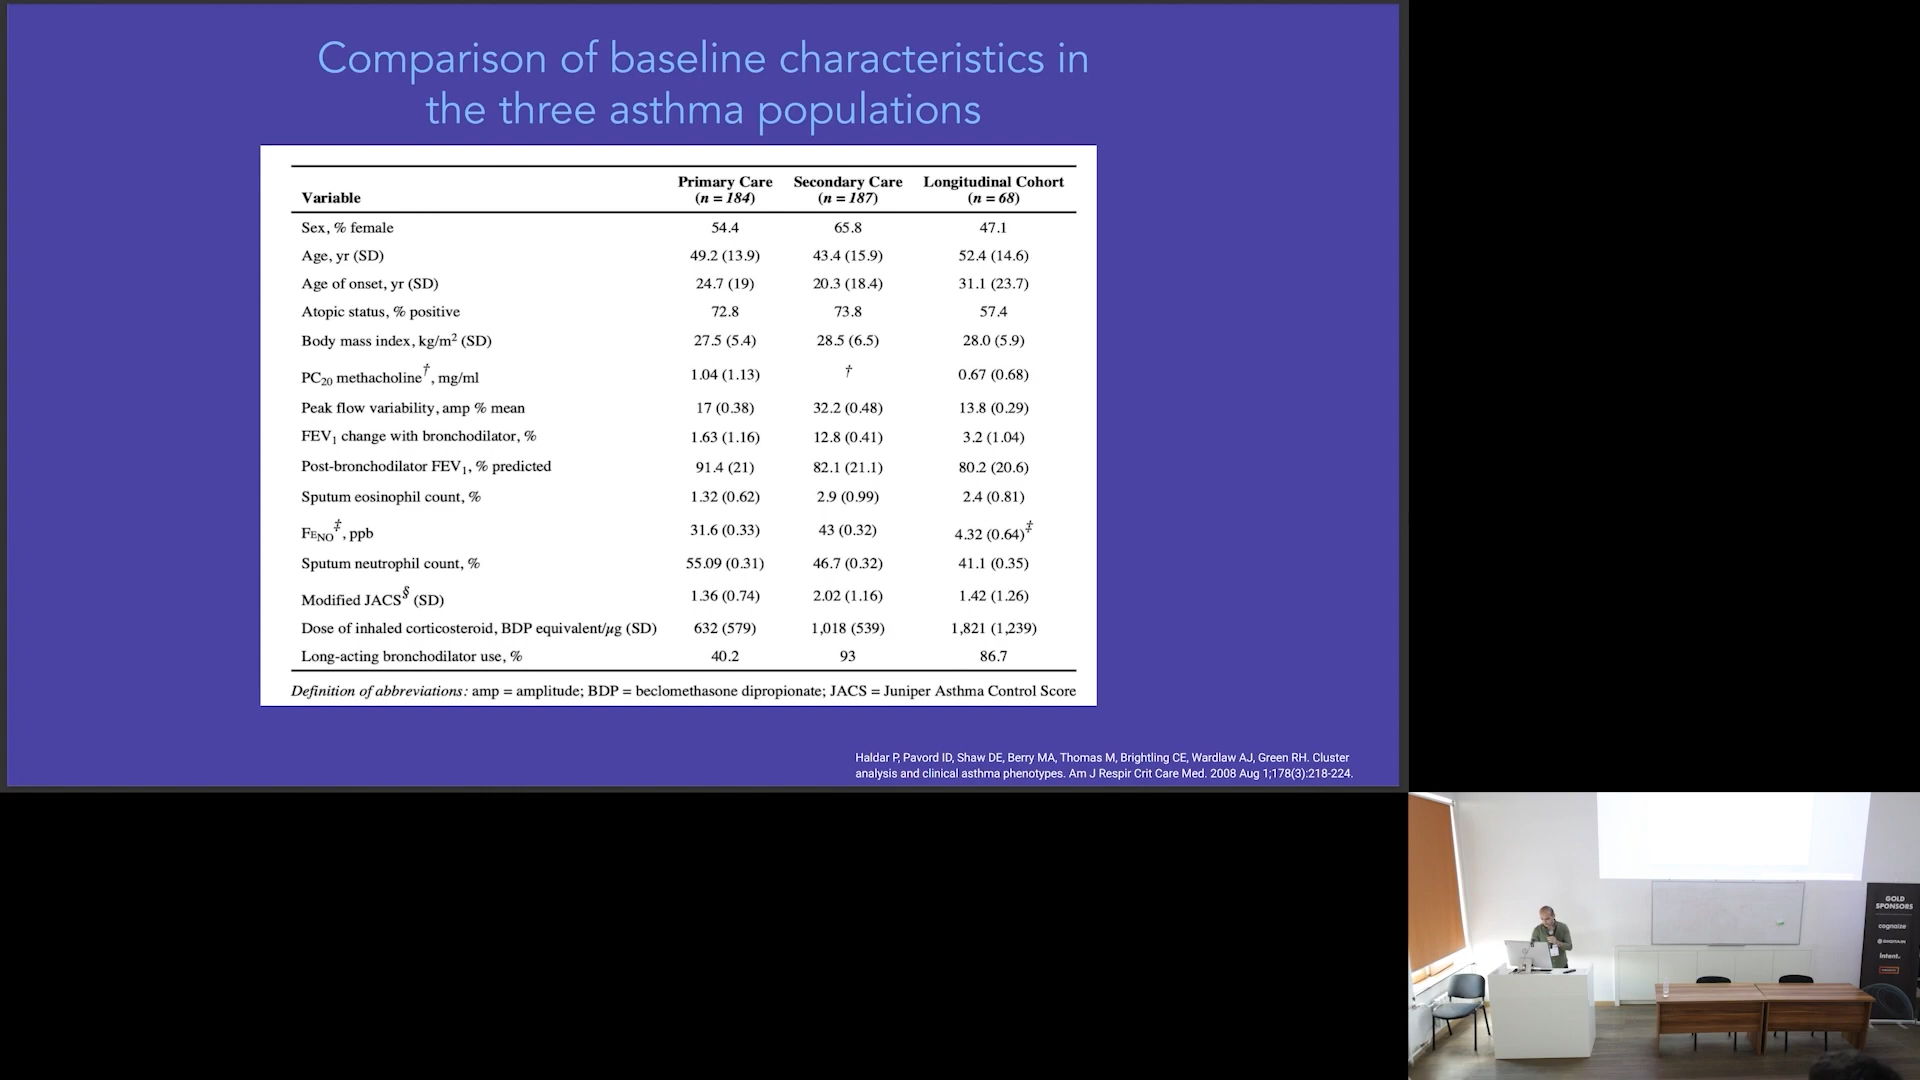 Comparison of baseline characteristics in
the three asthma populations
Variable Primary Care (n = 184) Secondary Care (n = 187) Longitudinal Cohort (n = 68)
Sex, % female 54.4 65.8 47.1
Age, yr (SD) 49.2 (13.9) 43.4 (15.9) 52.4 (14.6)
Age of onset, yr (SD) 24.7 (19) 20.3 (18.4) 31.1 (23.7)
Atopic status, % positive 72.8 73.8 57.4
Body mass index, kg/m² (SD) 27.5 (5.4) 28.5 (6.5) 28.0 (5.9)
PC₂₀ methacholine†, mg/ml 1.04 (1.13) † 0.67 (0.68)
Peak flow variability, amp % mean 17 (0.38) 32.2 (0.48) 13.8 (0.29)
FEV₁ change with bronchodilator, % 1.63 (1.16) 12.8 (0.41) 3.2 (1.04)
Post-bronchodilator FEV₁, % predicted 91.4 (21) 82.1 (21.1) 80.2 (20.6)
Sputum eosinophil count, % 1.32 (0.62) 2.9 (0.99) 2.4 (0.81)
FENO‡, ppb 31.6 (0.33) 43 (0.32) 4.32 (0.64)‡
Sputum neutrophil count, % 55.09 (0.31) 46.7 (0.32) 41.1 (0.35)
Modified JACS§ (SD) 1.36 (0.74) 2.02 (1.16) 1.42 (1.26)
Dose of inhaled corticosteroid, BDP equivalent/µg (SD) 632 (579) 1,018 (539) 1,821 (1,239)
Long-acting bronchodilator use, % 40.2 93 86.7
Definition of abbreviations: amp = amplitude; BDP = beclomethasone dipropionate; JACS = Juniper Asthma Control Score
Haldar P, Pavord ID, Shaw DE, Berry MA, Thomas M, Brightling CE, Wardlaw AJ, Green RH. Cluster
analysis and clinical asthma phenotypes. Am J Respir Crit Care Med. 2008 Aug 1;178(3):218-224.
GOLD
SPONSORS
cognaize
DIGITAIN
intent.